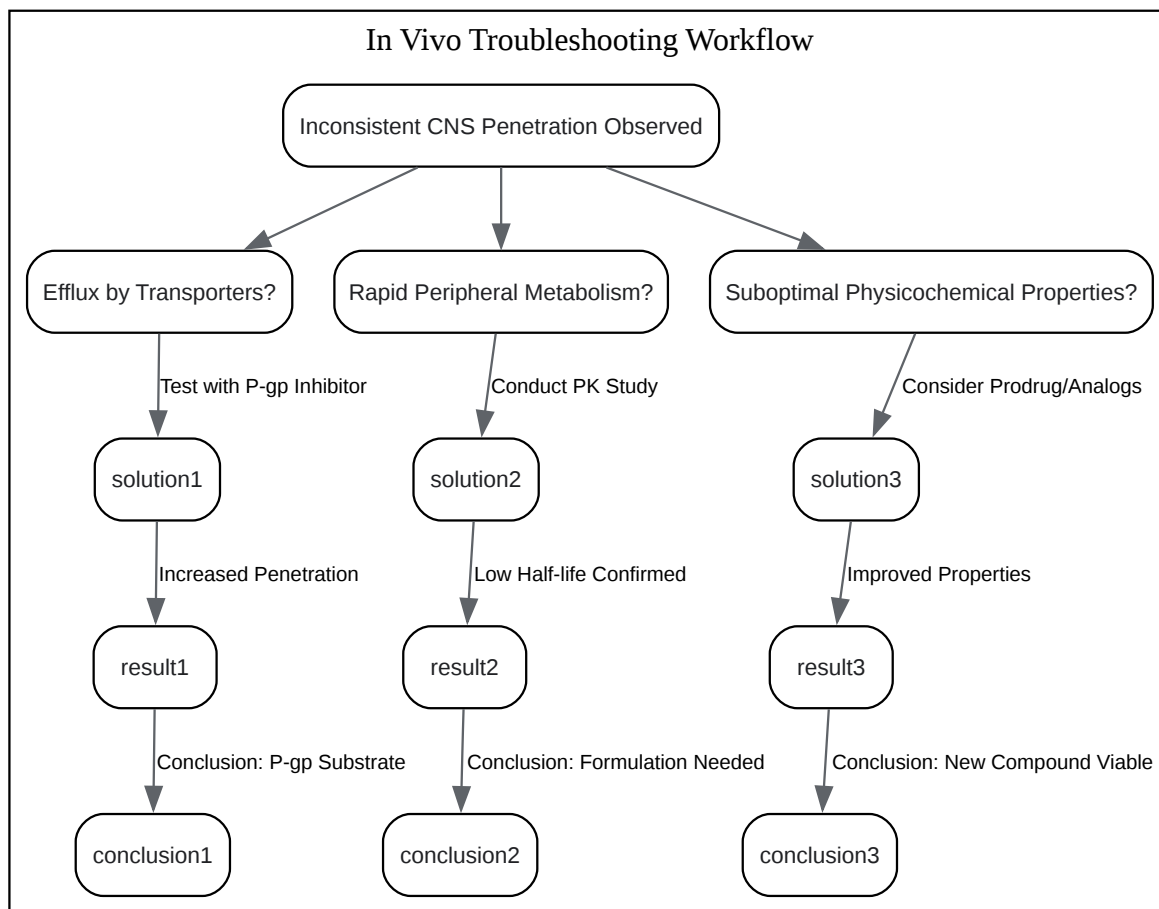 In Vivo Troubleshooting Workflow
Inconsistent CNS Penetration Observed
Efflux by Transporters?
Rapid Peripheral Metabolism?
Suboptimal Physicochemical Properties?
Test with P-gp Inhibitor
Conduct PK Study
Consider Prodrug/Analogs
solution1
solution2
solution3
Increased Penetration
Low Half-life Confirmed
Improved Properties
result1
result2
result3
Conclusion: P-gp Substrate
Conclusion: Formulation Needed
Conclusion: New Compound Viable
conclusion1
conclusion2
conclusion3